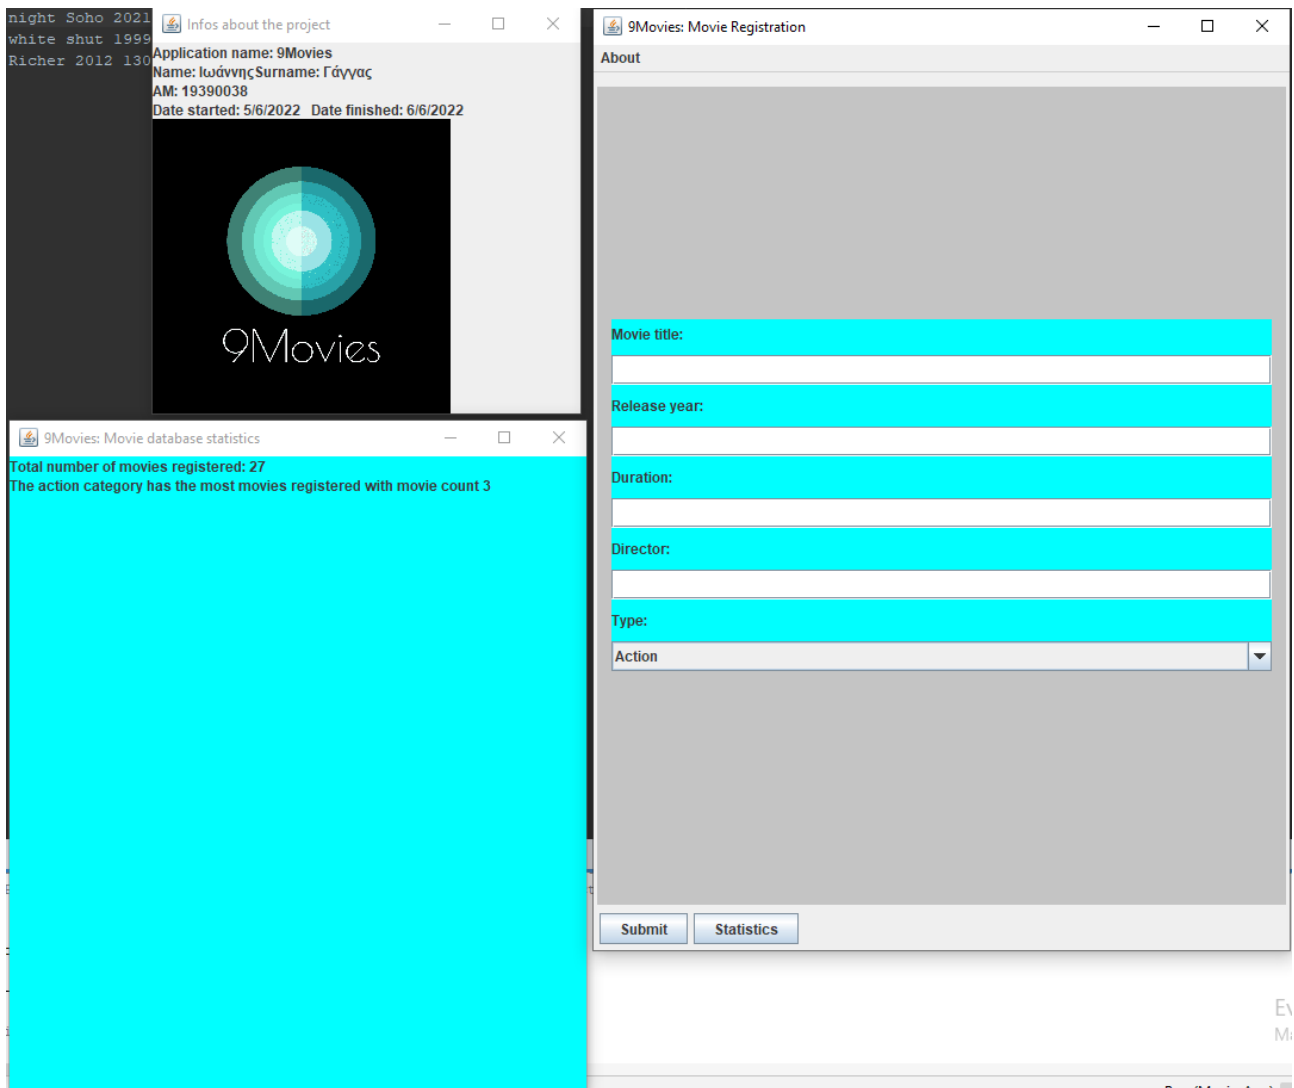 night Soho 2021
white shut 1999
Richer 2012 130
Infos about the project
Application name: 9Movies
Name: ΙωάννηςSurname: Γάγγας
AM: 19390038
Date started: 5/6/2022 Date finished: 6/6/2022
9Movies
9Movies: Movie database statistics
Total number of movies registered: 27
The action category has the most movies registered with movie count 3
9Movies: Movie Registration
About
Movie title:
Release year:
Duration:
Director:
Type:
Action
Submit Statistics